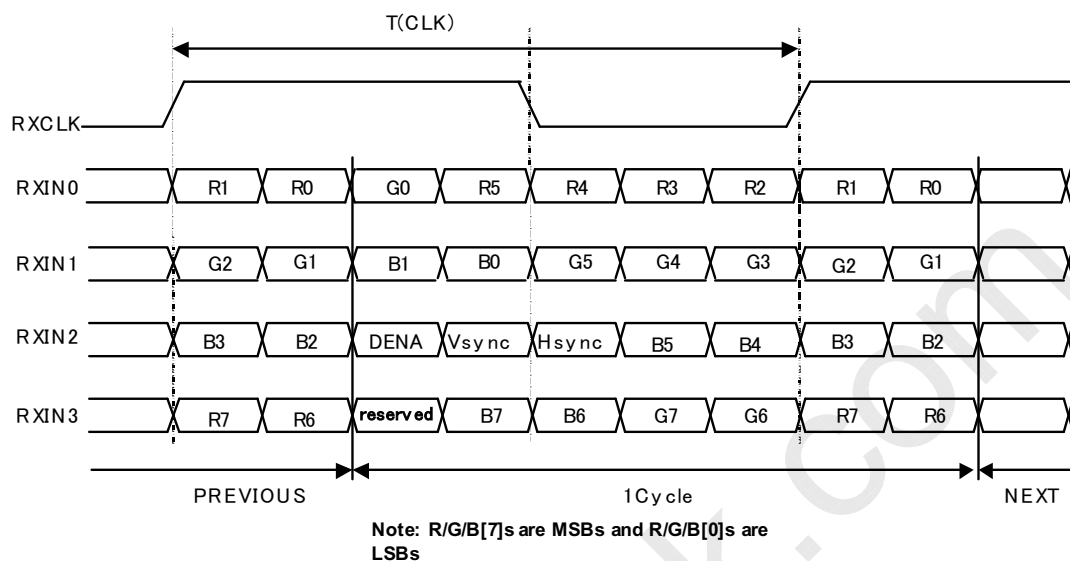 T(CLK)
RXCLK
RXIN0 R1 R0 G0 R5 R4 R3 R2 R1 R0
RXIN1 G2 G1 B1 B0 G5 G4 G3 G2 G1
RXIN2 B3 B2 DENA Vsync Hsync B5 B4 B3 B2
RXIN3 R7 R6 reserved B7 B6 G7 G6 R7 R6
PREVIOUS 1Cycle NEXT
Note: R/G/B[7]s are MSBs and R/G/B[0]s are
LSBs
k.com